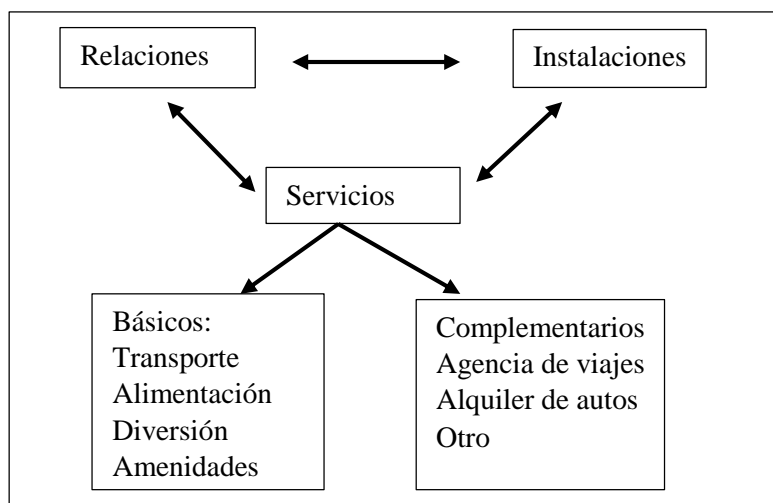 Relaciones
Instalaciones
Servicios
Básicos:
Transporte
Alimentación
Diversión
Amenidades
Complementarios
Agencia de viajes
Alquiler de autos
Otro